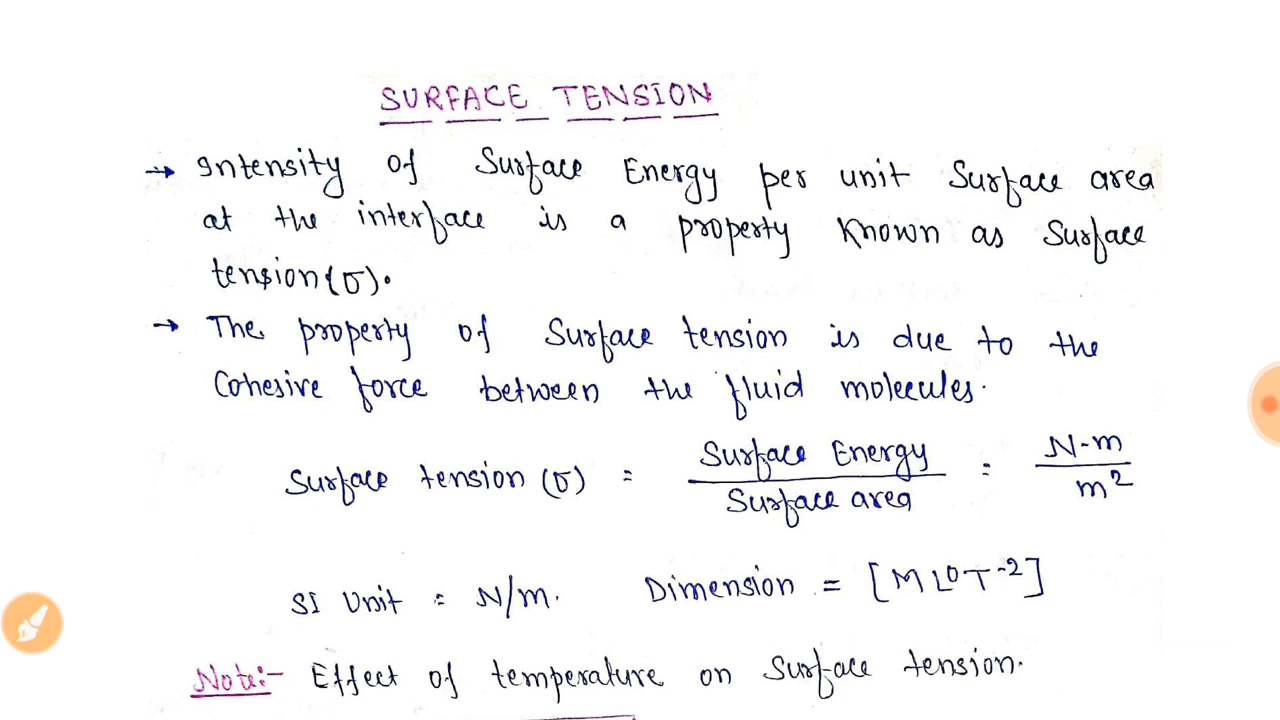 SURFACE TENSION
→ Intensity of Surface Energy per unit Surface area
at the interface is a property known as Surface
tension (σ).
→ The property of Surface tension is due to the
Cohesive force between the fluid molecules.
Surface tension (σ) = Surface Energy / Surface area = N-m / m²
SI Unit = N/m. Dimension = [M L⁰ T⁻²]
Note:- Effect of temperature on Surface tension.